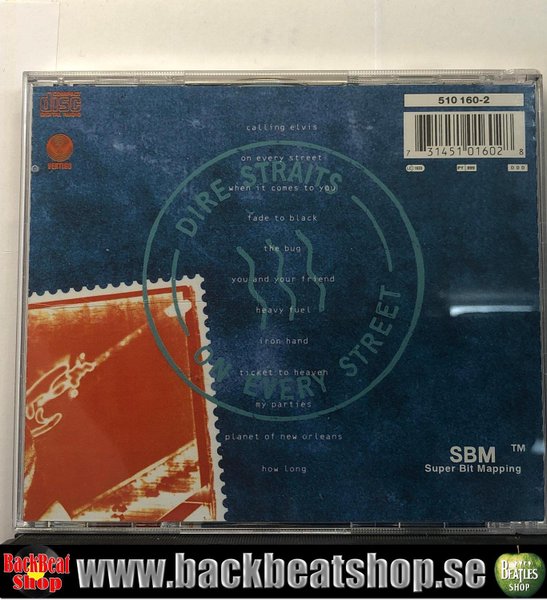 COMPACT
disc
DIGITAL AUDIO
VERTIGO
510 160-2
7 31451 01602 8
DDD
calling elvis
on every street
when it comes to you
fade to black
the bug
you and your friend
heavy fuel
iron hand
ticket to heaven
my parties
planet of new orleans
how long
DIRE STRAITS
ON EVERY STREET
SBM ™
Super Bit Mapping
BackBeat
Shop
www.backbeatshop.se
BEATLES
SHOP